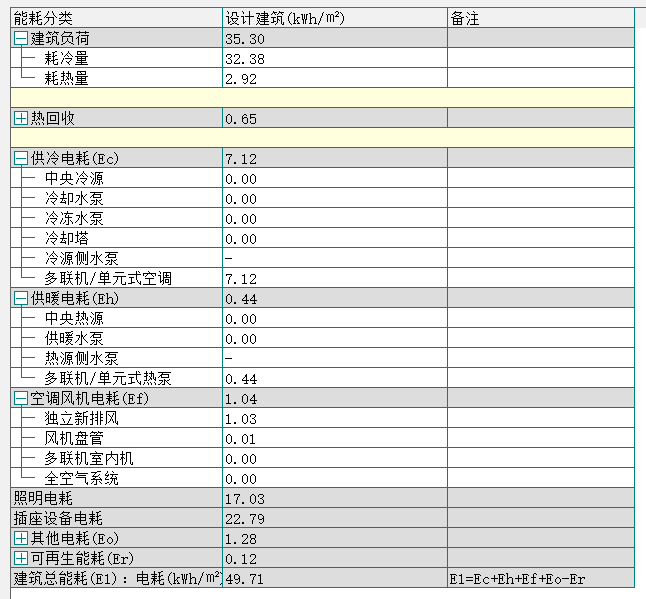 能耗分类 设计建筑(kWh/㎡) 备注
建筑负荷 35.30
耗冷量 32.38
耗热量 2.92
热回收 0.65
供冷电耗(Ec) 7.12
中央冷源 0.00
冷却水泵 0.00
冷冻水泵 0.00
冷却塔 0.00
冷源侧水泵 -
多联机/单元式空调 7.12
供暖电耗(Eh) 0.44
中央热源 0.00
供暖水泵 0.00
热源侧水泵 -
多联机/单元式热泵 0.44
空调风机电耗(Ef) 1.04
独立新排风 1.03
风机盘管 0.01
多联机室内机 0.00
全空气系统 0.00
照明电耗 17.03
插座设备电耗 22.79
其他电耗(Eo) 1.28
可再生能耗(Er) 0.12
建筑总能耗(E1)：电耗(kWh/㎡ 49.71 E1=Ec+Eh+Ef+Eo-Er